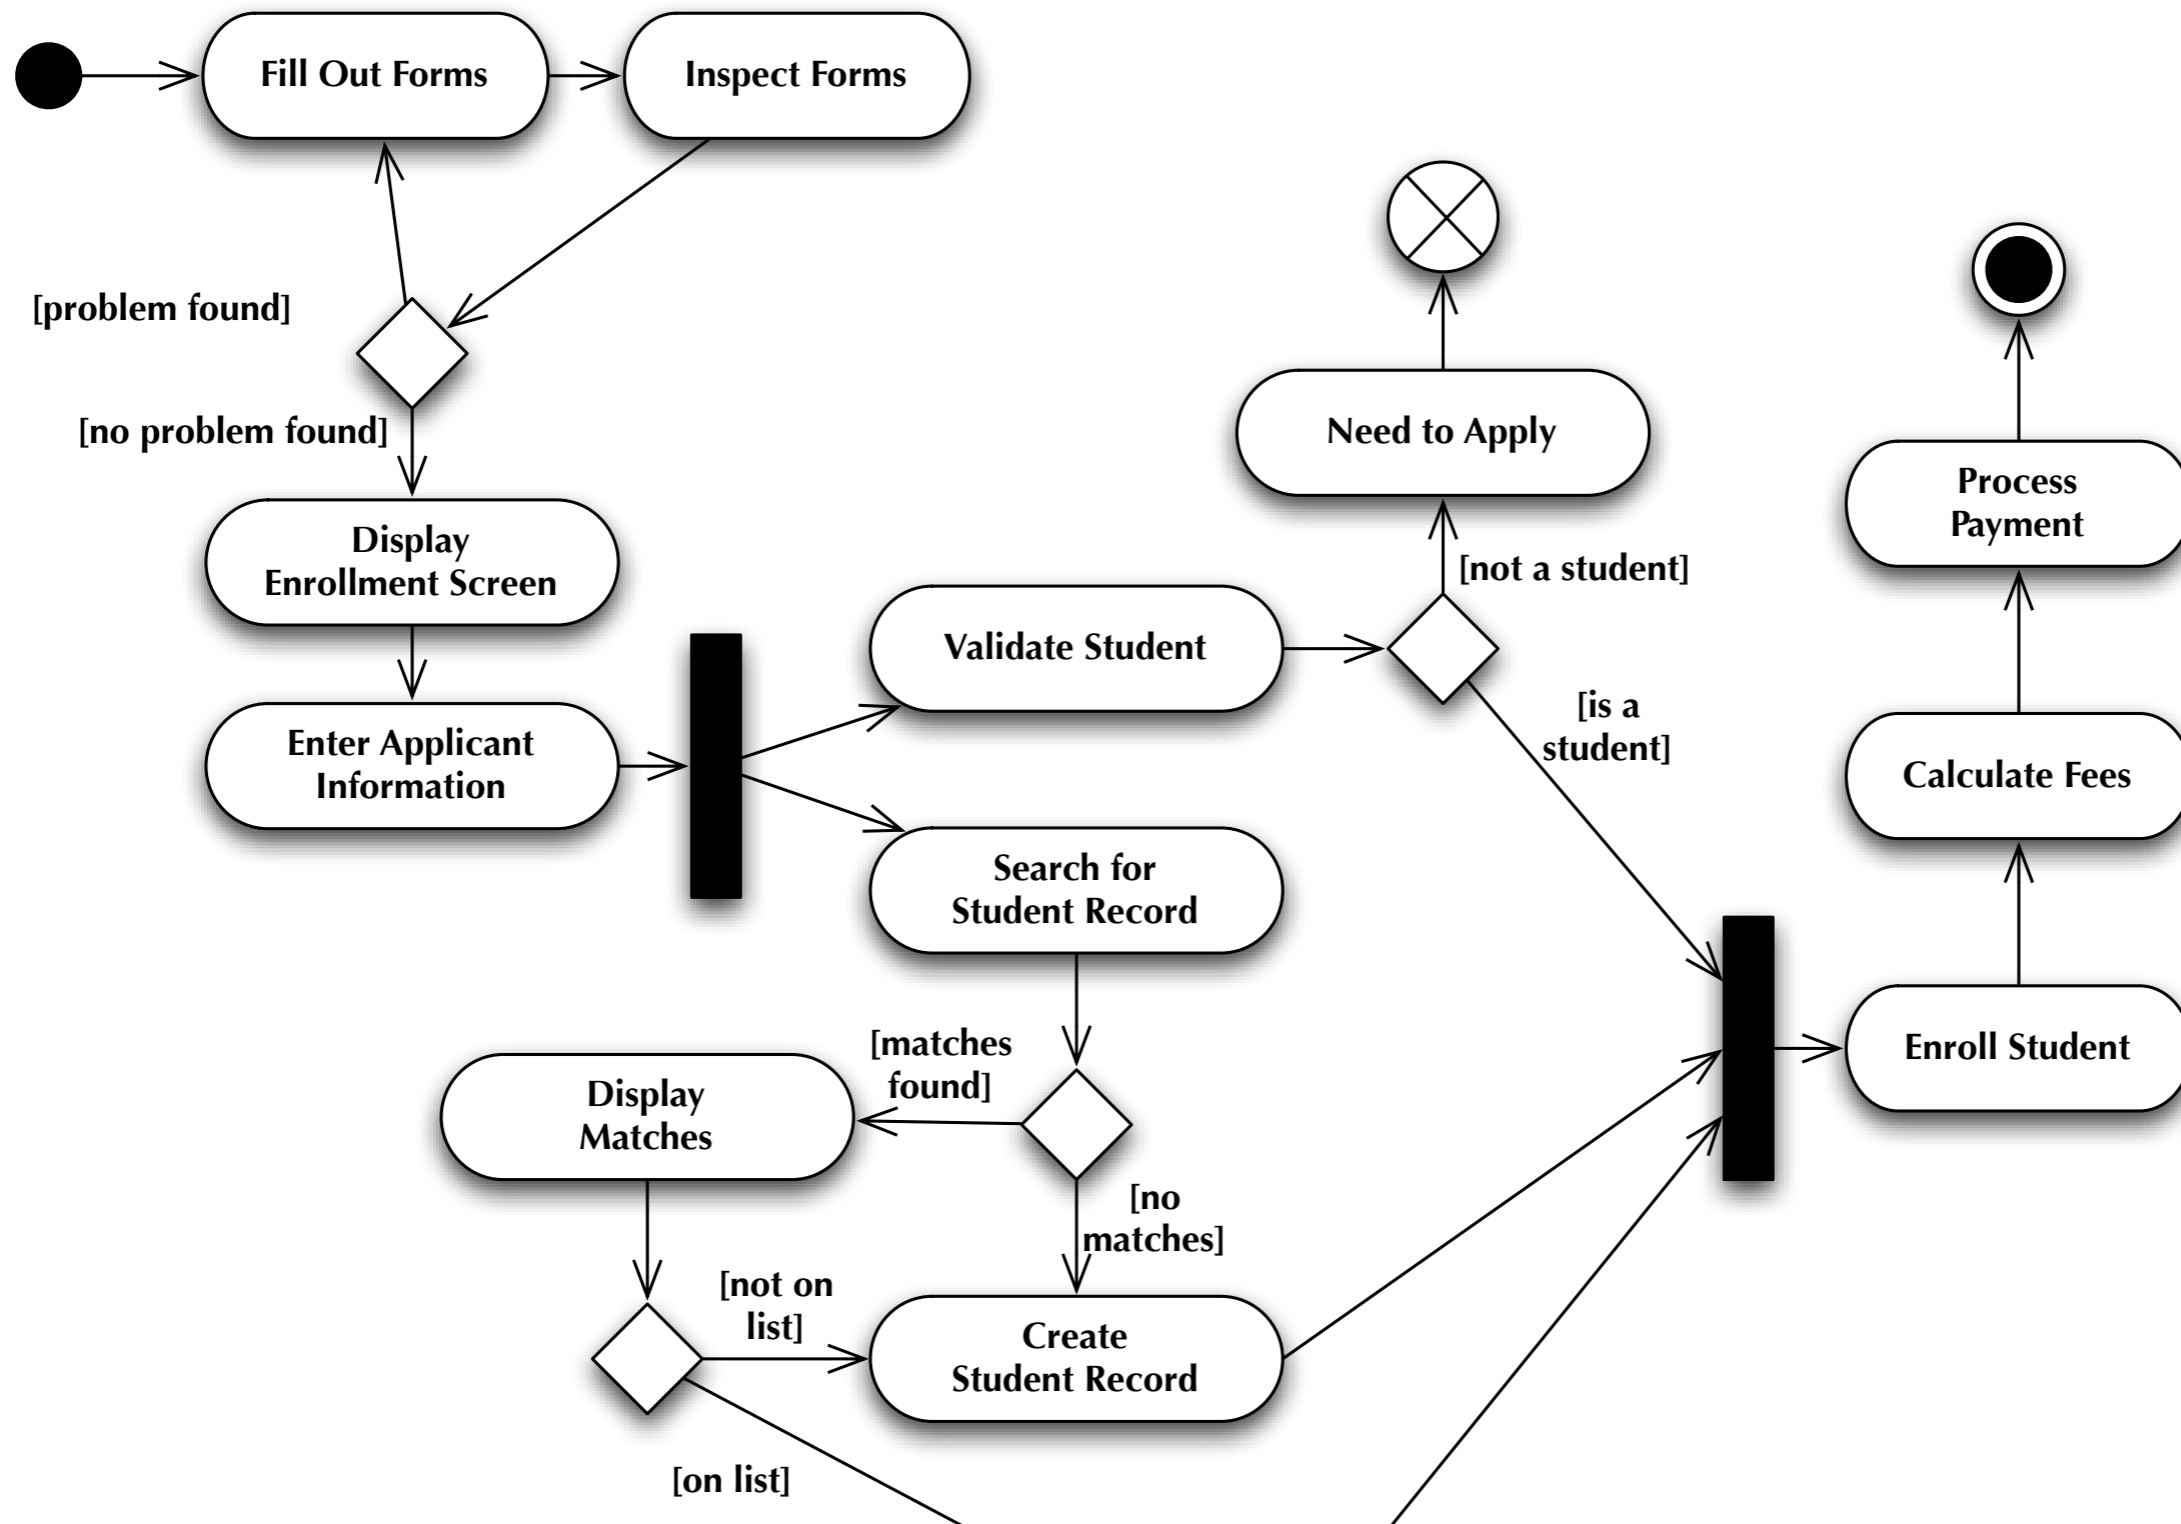 Fill Out Forms
Inspect Forms
[problem found]
[no problem found]
Need to Apply
Process
Payment
Display
Enrollment Screen
[not a student]
Validate Student
[is a
student]
Enter Applicant
Information
Calculate Fees
Search for
Student Record
[matches
found]
Enroll Student
Display
Matches
[no
matches]
[not on
list]
Create
Student Record
[on list]